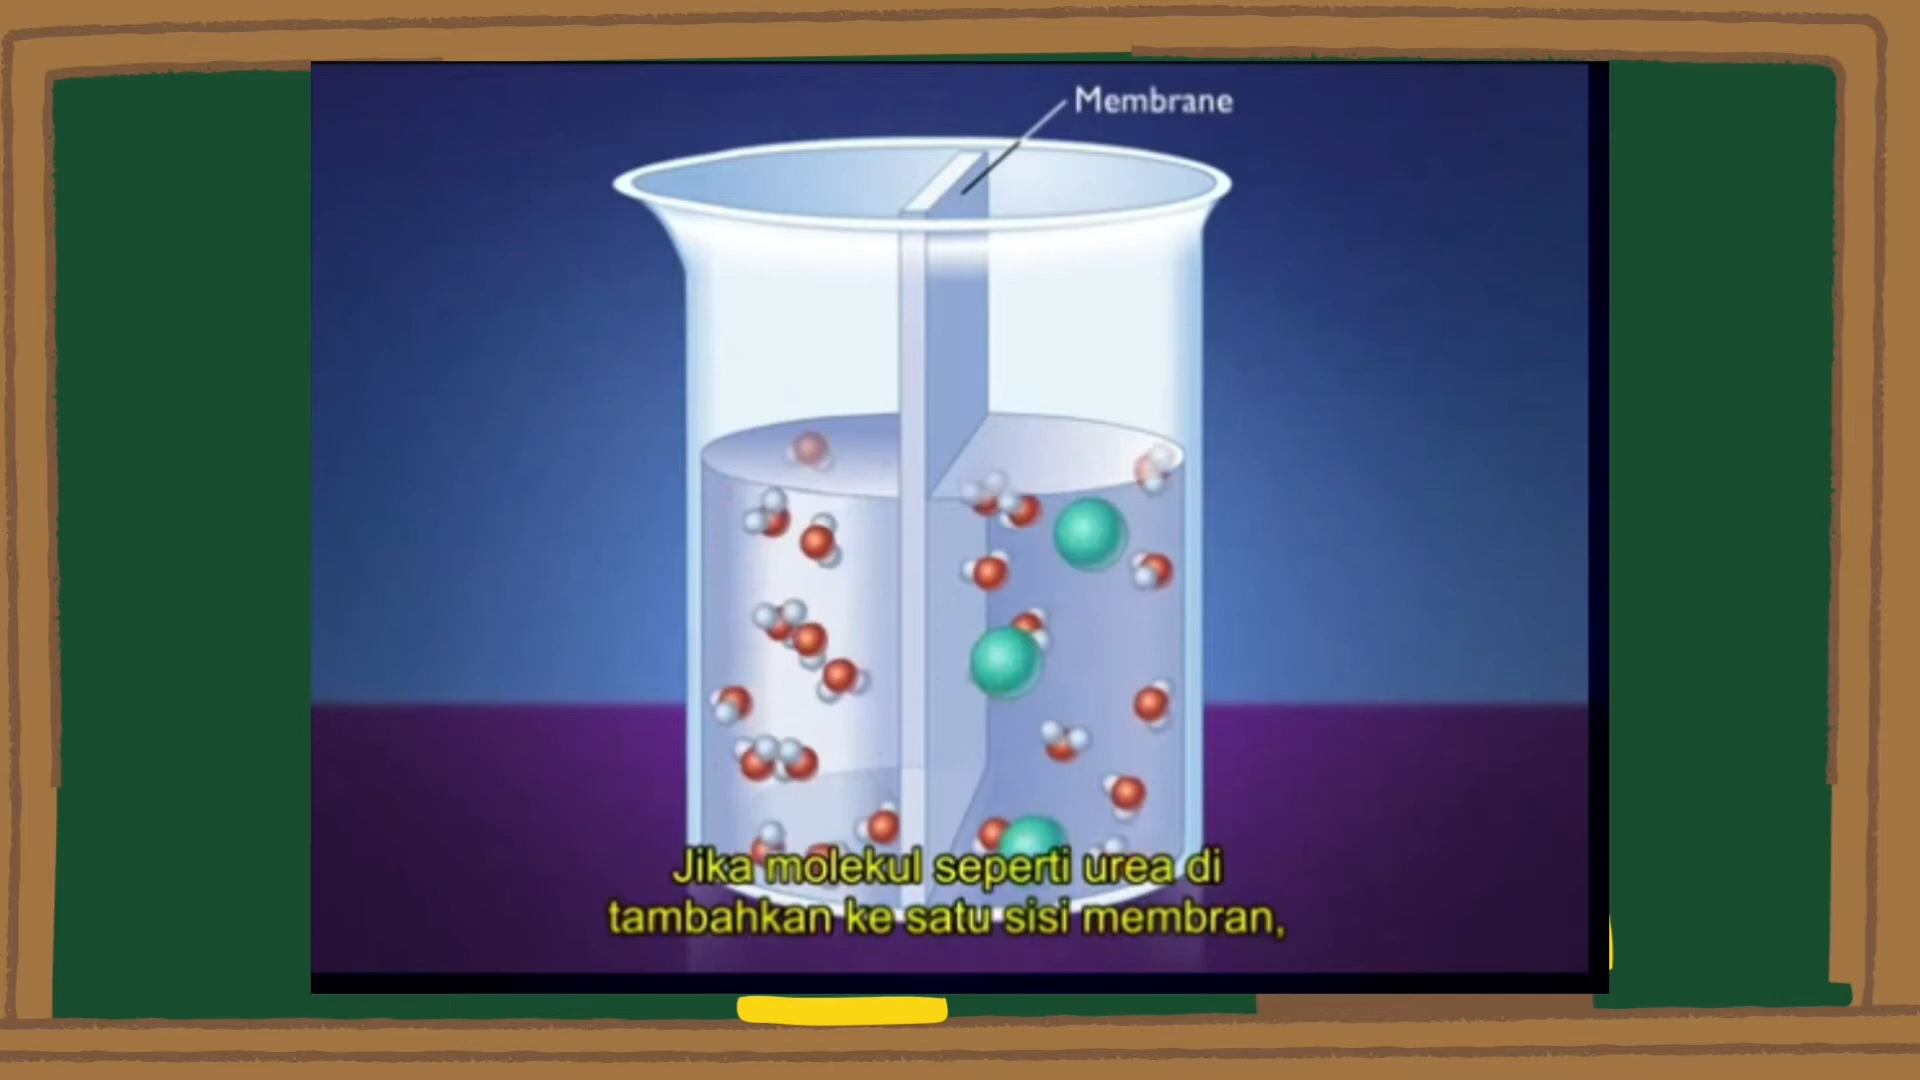 Membrane
Jika molekul seperti urea di
tambahkan ke satu sisi membran,